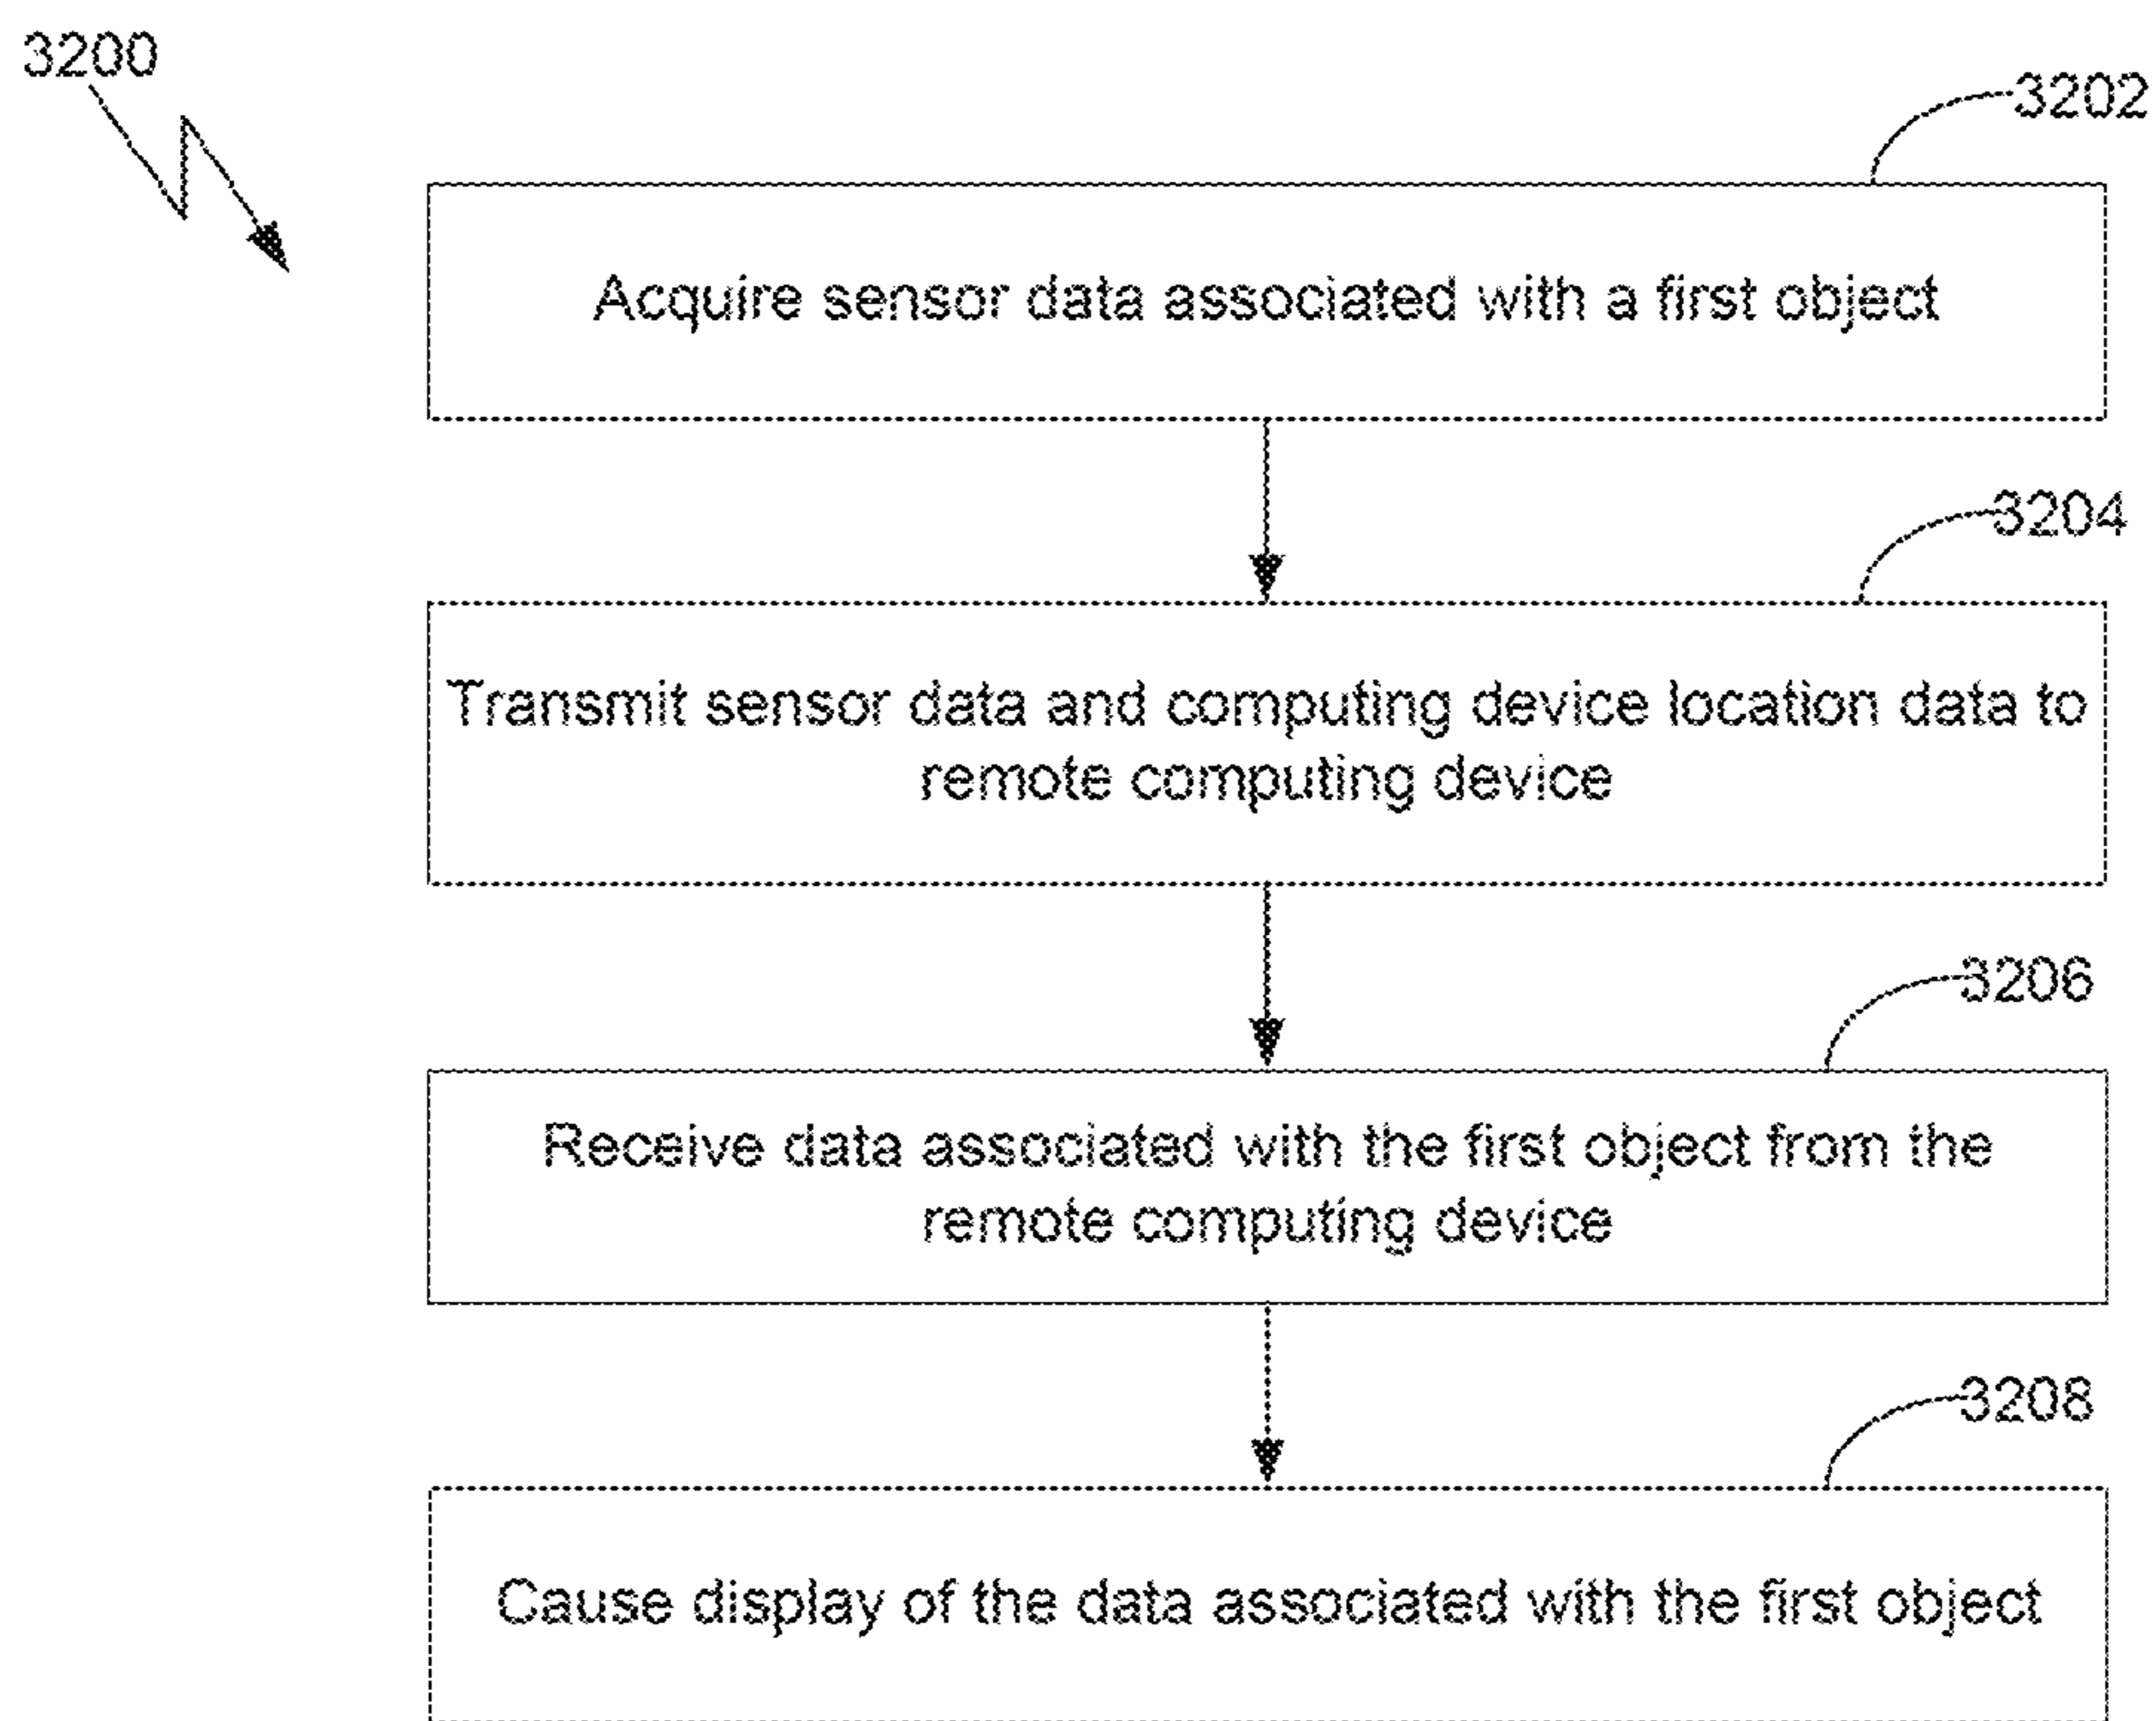 3200
3202
Acquire sensor data associated with a first object
3204
Transmit sensor data and computing device location data to
remote computing device
3206
Receive data associated with the first object from the
remote computing device
3208
Cause display of the data associated with the first object